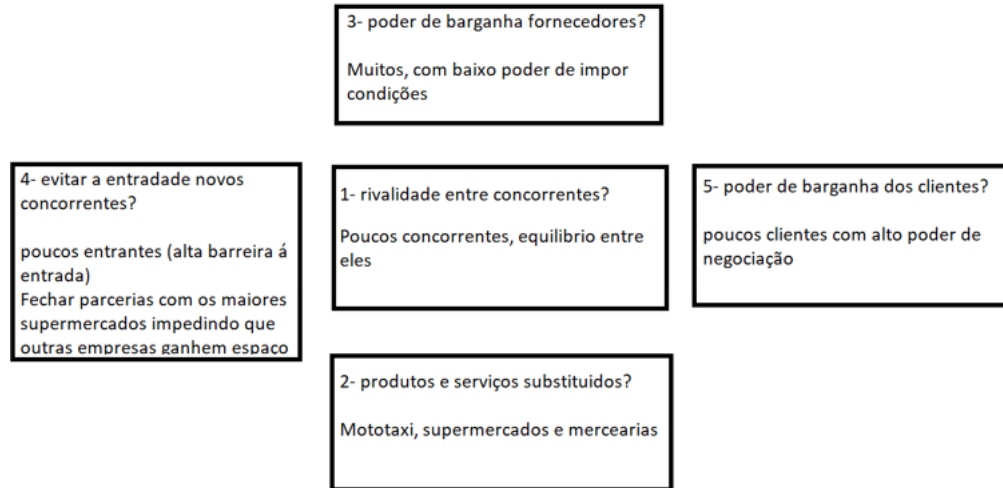 3- poder de barganha fornecedores?
Muitos, com baixo poder de impor
condições
4- evitar a entradade novos
concorrentes?
poucos entrantes (alta barreira á
entrada)
Fechar parcerias com os maiores
supermercados impedindo que
outras empresas ganhem espaço
1- rivalidade entre concorrentes?
Poucos concorrentes, equilibrio entre
eles
5- poder de barganha dos clientes?
poucos clientes com alto poder de
negociação
2- produtos e serviços substituidos?
Mototaxi, supermercados e mercearias